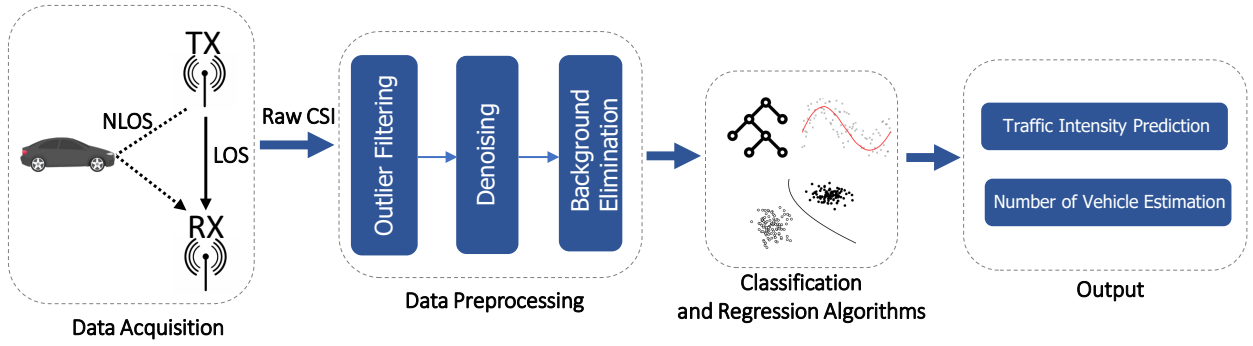 TX
NLOS
LOS
RX
Data Acquisition
Raw CSI
Outlier Filtering
Denoising
Background
Elimination
Data Preprocessing
Classification
and Regression Algorithms
Traffic Intensity Prediction
Number of Vehicle Estimation
Output